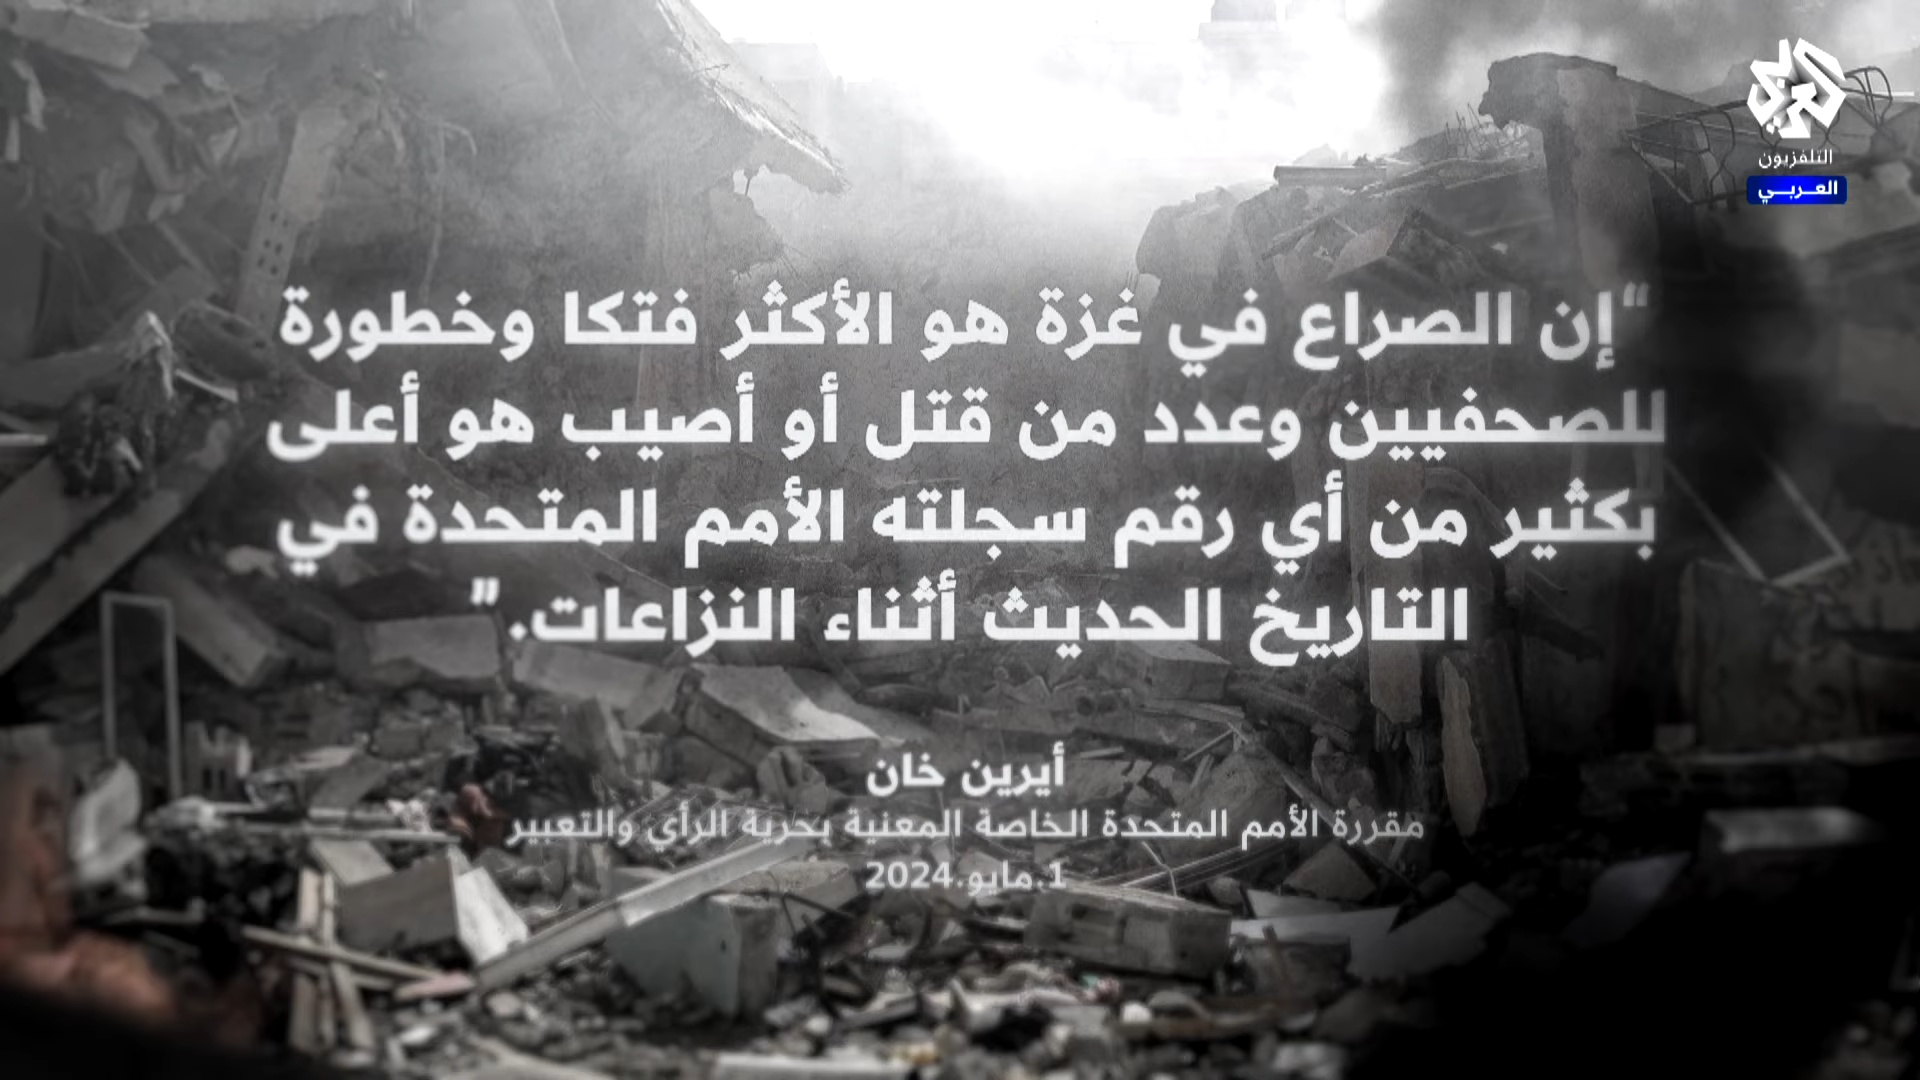 العربي
التلفزيون
العربي
“إن الصراع في غزة هو الأكثر فتكا وخطورة
للصحفيين وعدد من قتل أو أصيب هو أعلى
بكثير من أي رقم سجلته الأمم المتحدة في
التاريخ الحديث أثناء النزاعات.”
أيرين خان
مقررة الأمم المتحدة الخاصة المعنية بحرية الرأي والتعبير
1.مايو.2024